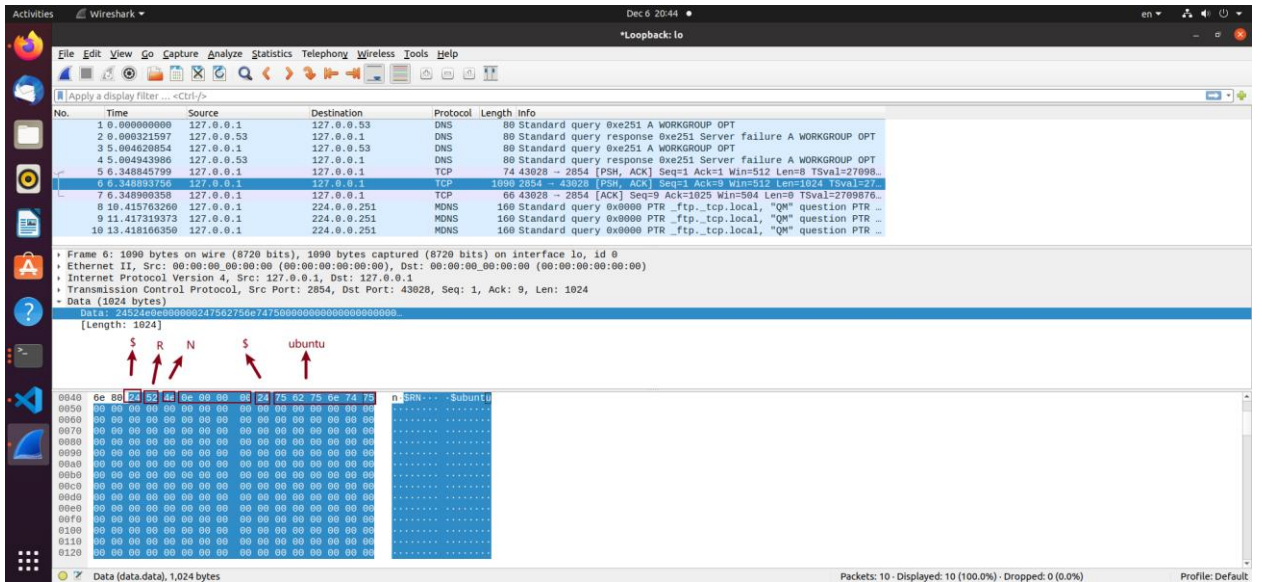 Activities Wireshark Dec 6 20:44 en
*Loopback: lo
File Edit View Go Capture Analyze Statistics Telephony Wireless Tools Help
Apply a display filter ... <Ctrl-/>
No. Time Source Destination Protocol Length Info
1 0.000000000 127.0.0.1 127.0.0.53 DNS 80 Standard query 0xe251 A WORKGROUP OPT
2 0.000321597 127.0.0.53 127.0.0.1 DNS 80 Standard query response 0xe251 Server failure A WORKGROUP OPT
3 5.004620854 127.0.0.1 127.0.0.53 DNS 80 Standard query 0xe251 A WORKGROUP OPT
4 5.004943986 127.0.0.53 127.0.0.1 DNS 80 Standard query response 0xe251 Server failure A WORKGROUP OPT
5 6.348845799 127.0.0.1 127.0.0.1 TCP 74 43028 → 2854 [PSH, ACK] Seq=1 Ack=1 Win=512 Len=8 TSval=27098…
6 6.348893756 127.0.0.1 127.0.0.1 TCP 1090 2854 → 43028 [PSH, ACK] Seq=1 Ack=9 Win=512 Len=1024 TSval=27…
7 6.348900358 127.0.0.1 127.0.0.1 TCP 66 43028 → 2854 [ACK] Seq=9 Ack=1025 Win=504 Len=0 TSval=2709876…
8 10.415763260 127.0.0.1 224.0.0.251 MDNS 160 Standard query 0x0000 PTR _ftp._tcp.local, "QM" question PTR …
9 11.417319373 127.0.0.1 224.0.0.251 MDNS 160 Standard query 0x0000 PTR _ftp._tcp.local, "QM" question PTR …
10 13.418166350 127.0.0.1 224.0.0.251 MDNS 160 Standard query 0x0000 PTR _ftp._tcp.local, "QM" question PTR …
Frame 6: 1090 bytes on wire (8720 bits), 1090 bytes captured (8720 bits) on interface lo, id 0
Ethernet II, Src: 00:00:00_00:00:00 (00:00:00:00:00:00), Dst: 00:00:00_00:00:00 (00:00:00:00:00:00)
Internet Protocol Version 4, Src: 127.0.0.1, Dst: 127.0.0.1
Transmission Control Protocol, Src Port: 2854, Dst Port: 43028, Seq: 1, Ack: 9, Len: 1024
Data (1024 bytes)
Data: 24524e0e000000247562756e747500000000000000000000…
[Length: 1024]
$ R N $ ubuntu
0040 6e 80 24 52 4e 0e 00 00 00 24 75 62 75 6e 74 75 n·$RN··· ·$ubuntu
0050 00 00 00 00 00 00 00 00 00 00 00 00 00 00 00 00 ········ ········
0060 00 00 00 00 00 00 00 00 00 00 00 00 00 00 00 00 ········ ········
0070 00 00 00 00 00 00 00 00 00 00 00 00 00 00 00 00 ········ ········
0080 00 00 00 00 00 00 00 00 00 00 00 00 00 00 00 00 ········ ········
0090 00 00 00 00 00 00 00 00 00 00 00 00 00 00 00 00 ········ ········
00a0 00 00 00 00 00 00 00 00 00 00 00 00 00 00 00 00 ········ ········
00b0 00 00 00 00 00 00 00 00 00 00 00 00 00 00 00 00 ········ ········
00c0 00 00 00 00 00 00 00 00 00 00 00 00 00 00 00 00 ········ ········
00d0 00 00 00 00 00 00 00 00 00 00 00 00 00 00 00 00 ········ ········
00e0 00 00 00 00 00 00 00 00 00 00 00 00 00 00 00 00 ········ ········
00f0 00 00 00 00 00 00 00 00 00 00 00 00 00 00 00 00 ········ ········
0100 00 00 00 00 00 00 00 00 00 00 00 00 00 00 00 00 ········ ········
0110 00 00 00 00 00 00 00 00 00 00 00 00 00 00 00 00 ········ ········
0120 00 00 00 00 00 00 00 00 00 00 00 00 00 00 00 00 ········ ········
Data (data.data), 1,024 bytes Packets: 10 · Displayed: 10 (100.0%) · Dropped: 0 (0.0%) Profile: Default